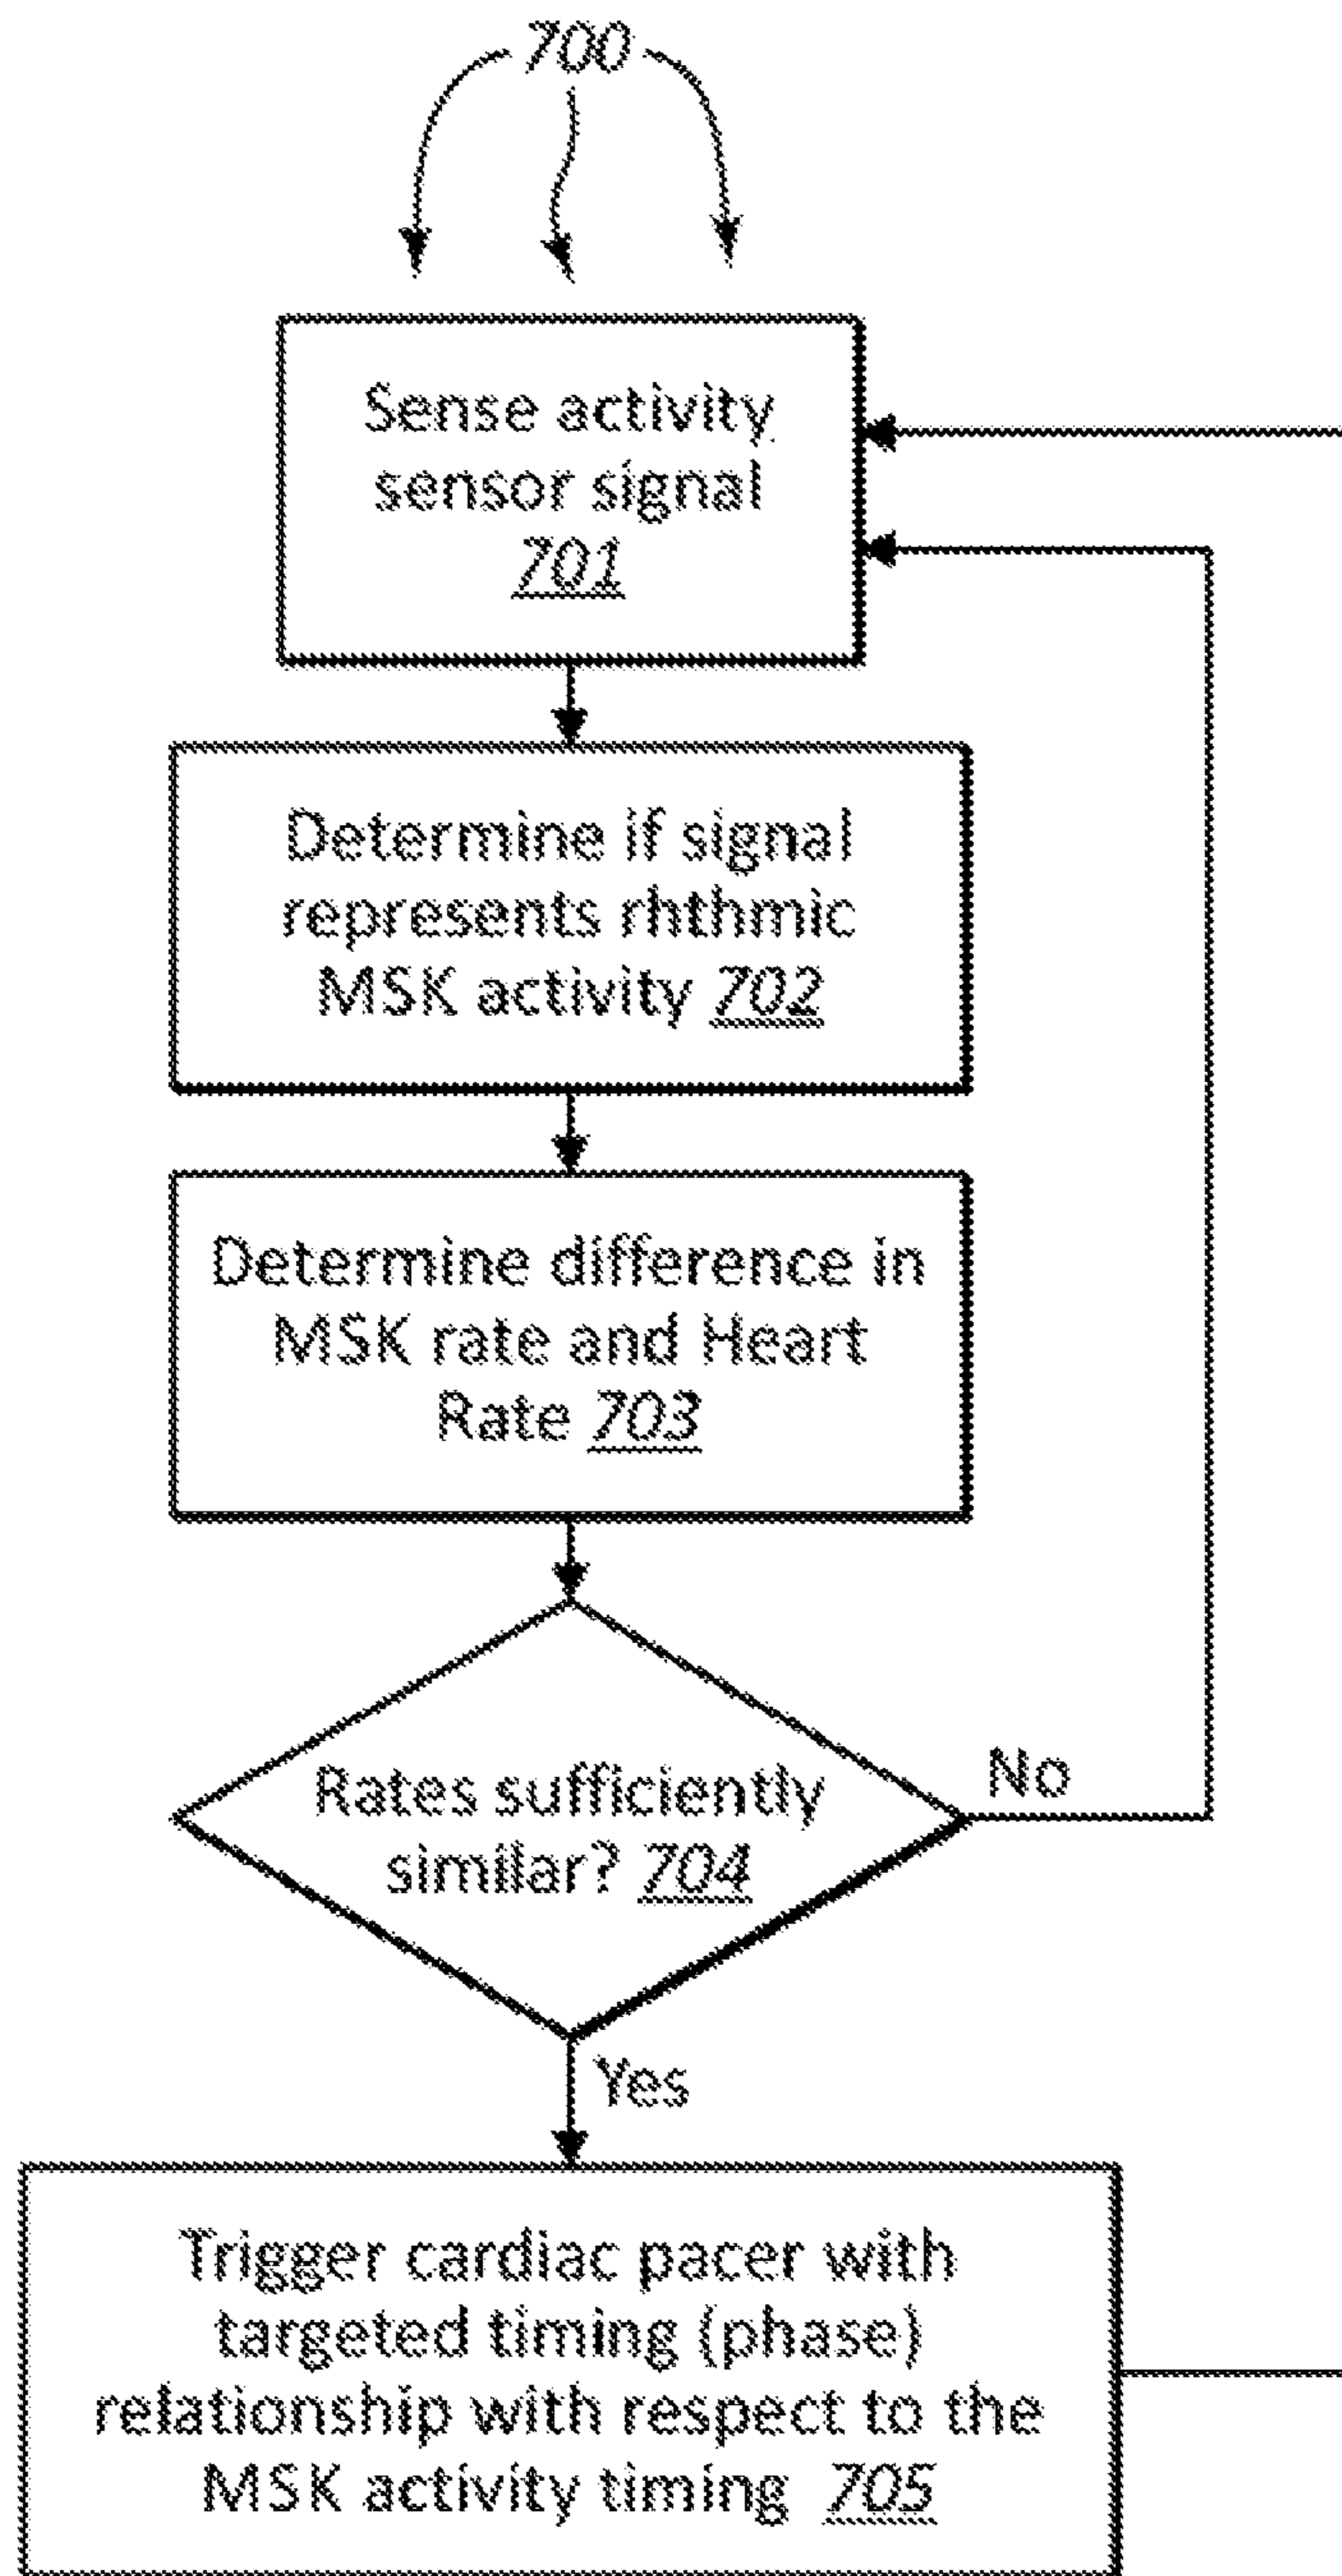 700
Sense activity
sensor signal
701
Determine if signal
represents rhthmic
MSK activity 702
Determine difference in
MSK rate and Heart
Rate 703
Rates sufficiently
similar? 704
No
Yes
Trigger cardiac pacer with
targeted timing (phase)
relationship with respect to the
MSK activity timing 705